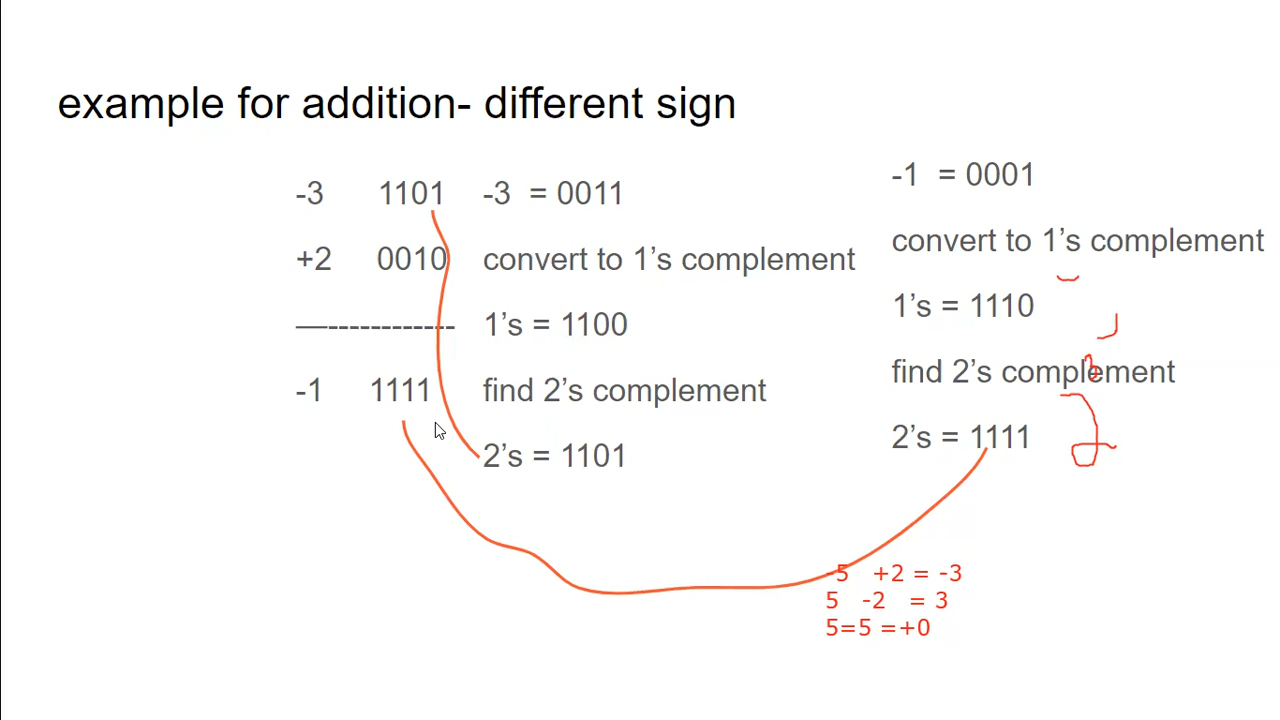 example for addition- different sign
-3 1101
+2 0010
—------------
-1 1111
-3 = 0011
convert to 1’s complement
1’s = 1100
find 2’s complement
2’s = 1101
-1 = 0001
convert to 1’s complement
1’s = 1110
find 2’s complement
2’s = 1111
-5 +2 = -3
5 -2 = 3
5=5 =+0